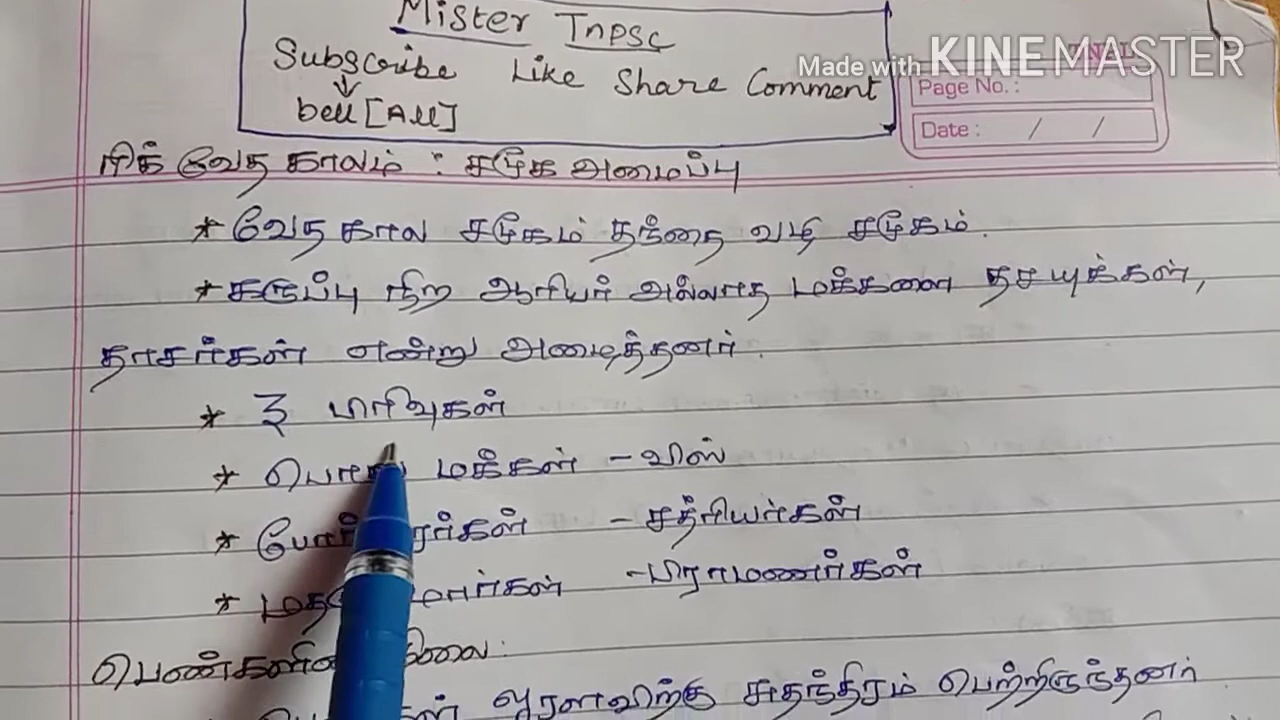 Mister Tnpsc
Made with KINEMASTER
Subscribe Like Share Comment
↓
bell [All]
Page No. :
Date : / /
ரிக் வேத காலம் : சமூக அமைப்பு
* வேத கால சமூகம் தந்தை வழி சமூகம்.
* கருப்பு நிற ஆரியர் அல்லாத மக்களை தசயுக்கள்,
தாசர்கள் என்று அழைத்தனர்.
* 3 பிரிவுகள்
* மக்கள் - விஸ்
* - சத்ரியர்கள்
* - பிராமணர்கள்
ஓரளவிற்கு சுதந்திரம் பெற்றிருந்தனர்